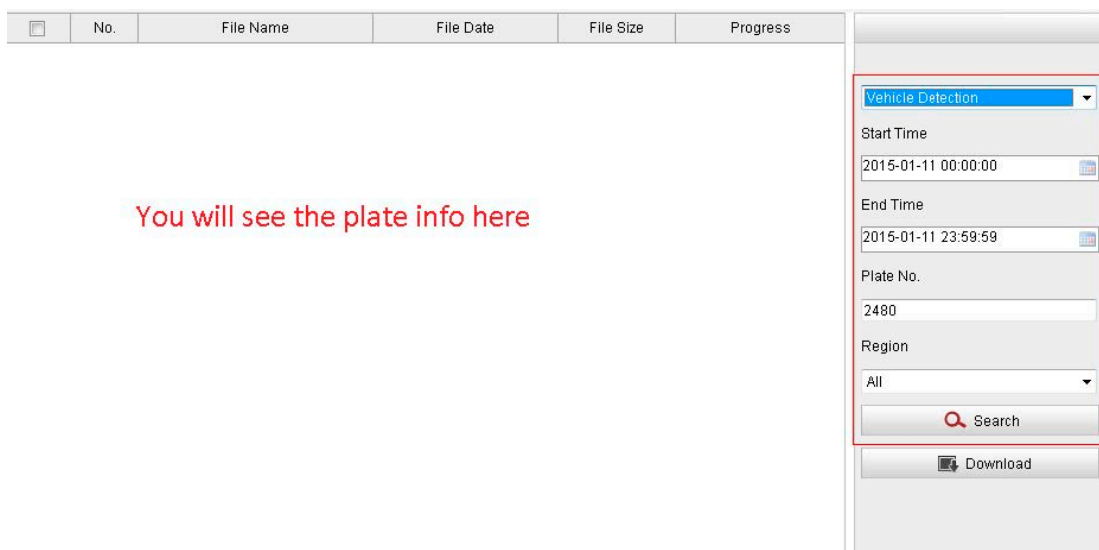 No. File Name File Date File Size Progress
You will see the plate info here
Vehicle Detection
Start Time
2015-01-11 00:00:00
End Time
2015-01-11 23:59:59
Plate No.
2480
Region
All
Search
Download